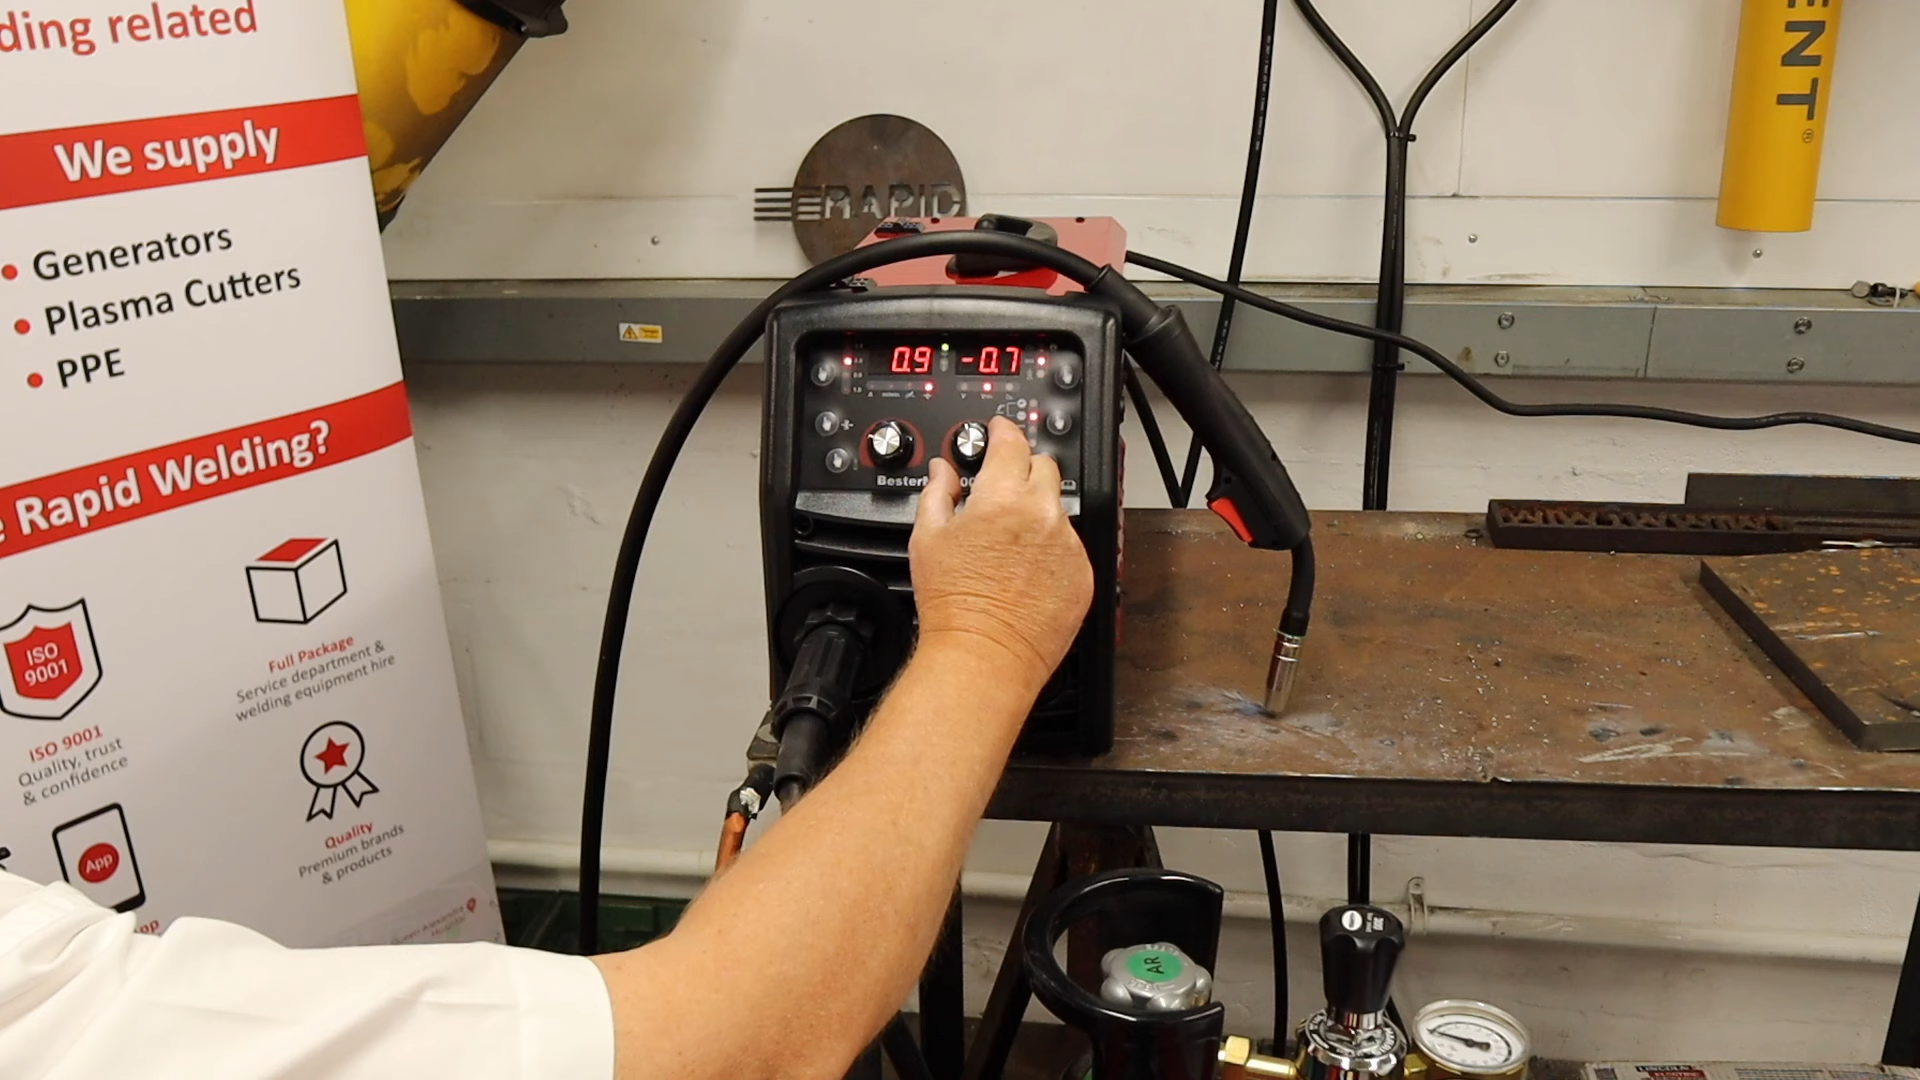 ding related
We supply
Generators
Plasma Cutters
PPE
Rapid Welding?
ISO
9001
ISO 9001
Quality, trust
& confidence
Full Package
Service department &
welding equipment hire
App
Quality
Premium brands
& products
RAPID
0.9
-0.7
ENT
®
AR
LINCOLN